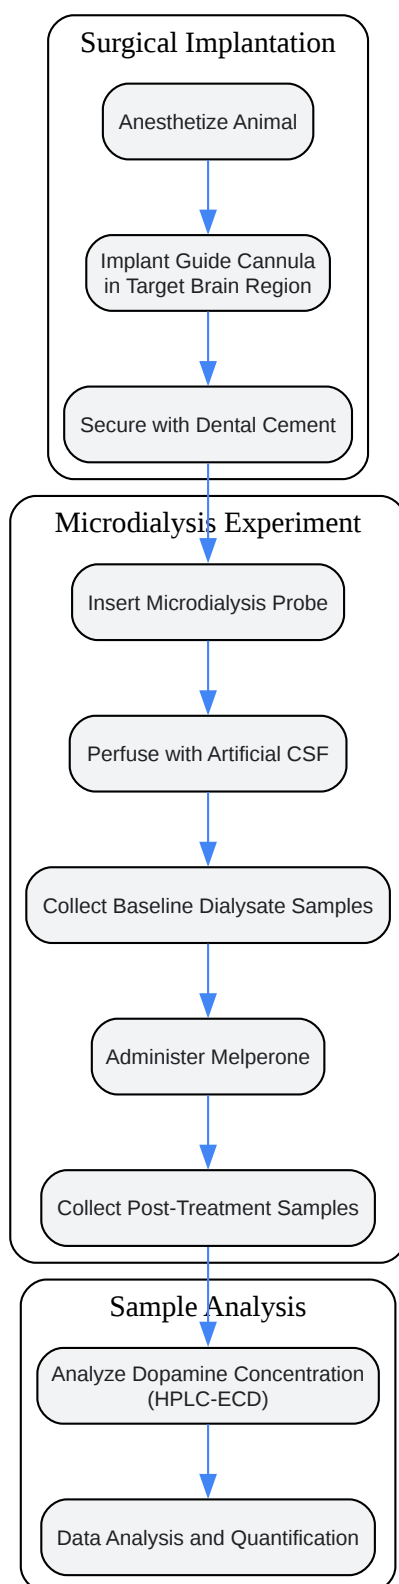 Surgical Implantation
Anesthetize Animal
Implant Guide Cannula
in Target Brain Region
Secure with Dental Cement
Microdialysis Experiment
Insert Microdialysis Probe
Perfuse with Artificial CSF
Collect Baseline Dialysate Samples
Administer Melperone
Collect Post-Treatment Samples
Sample Analysis
Analyze Dopamine Concentration
(HPLC-ECD)
Data Analysis and Quantification